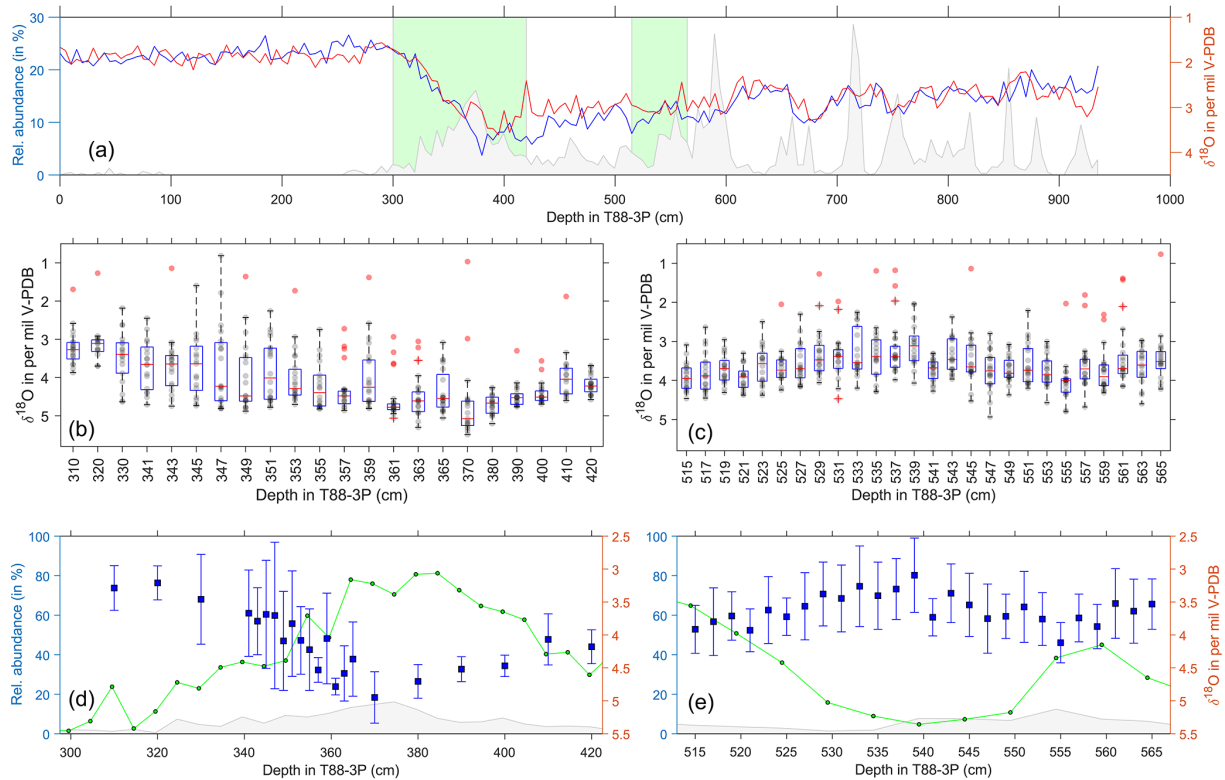 30
20
10
0
Rel. abundance (in %)
(a)
1
2
3
4
δ18O in per mil V-PDB
0 100 200 300 400 500 600 700 800 900 1000
Depth in T88-3P (cm)
1
2
3
4
5
δ18O in per mil V-PDB
(b)
310 320 330 341 343 345 347 349 351 353 355 357 359 361 363 365 370 380 390 400 410 420
Depth in T88-3P (cm)
1
2
3
4
5
δ18O in per mil V-PDB
(c)
515 517 519 521 523 525 527 529 531 533 535 537 539 541 543 545 547 549 551 553 555 557 559 561 563 565
Depth in T88-3P (cm)
100
80
60
40
20
0
Rel. abundance (in %)
(d)
2.5
3
3.5
4
4.5
5
5.5
δ18O in per mil V-PDB
300 320 340 360 380 400 420
Depth in T88-3P (cm)
100
80
60
40
20
0
Rel. abundance (in %)
(e)
2.5
3
3.5
4
4.5
5
5.5
δ18O in per mil V-PDB
515 520 525 530 535 540 545 550 555 560 565
Depth in T88-3P (cm)